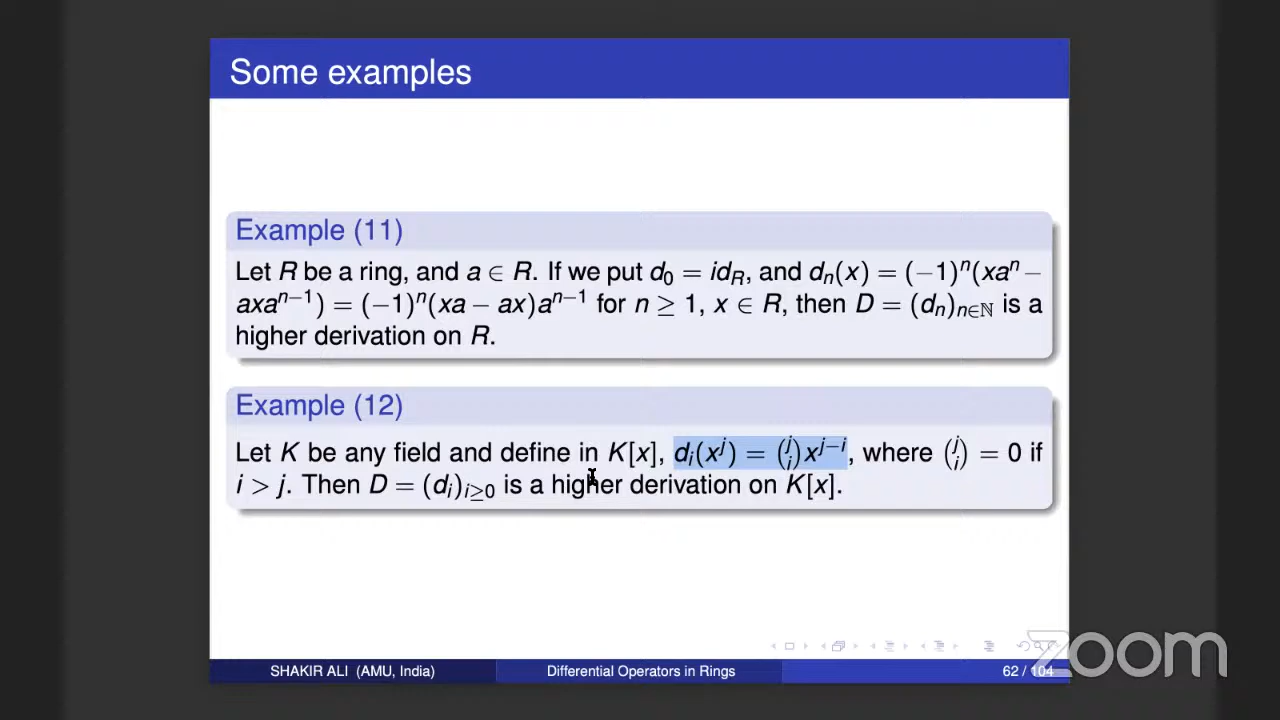 Some examples
Example (11)
Let R be a ring, and a ∈ R. If we put d₀ = id_R, and dₙ(x) = (−1)ⁿ(xaⁿ −
axaⁿ⁻¹) = (−1)ⁿ(xa − ax)aⁿ⁻¹ for n ≥ 1, x ∈ R, then D = (dₙ)_{n∈ℕ} is a
higher derivation on R.
Example (12)
Let K be any field and define in K[x], dᵢ(xʲ) = (ʲᵢ)xʲ⁻ⁱ, where (ʲᵢ) = 0 if
i > j. Then D = (dᵢ)_{i≥0} is a higher derivation on K[x].
SHAKIR ALI (AMU, India) Differential Operators in Rings 62 / 104
zoom